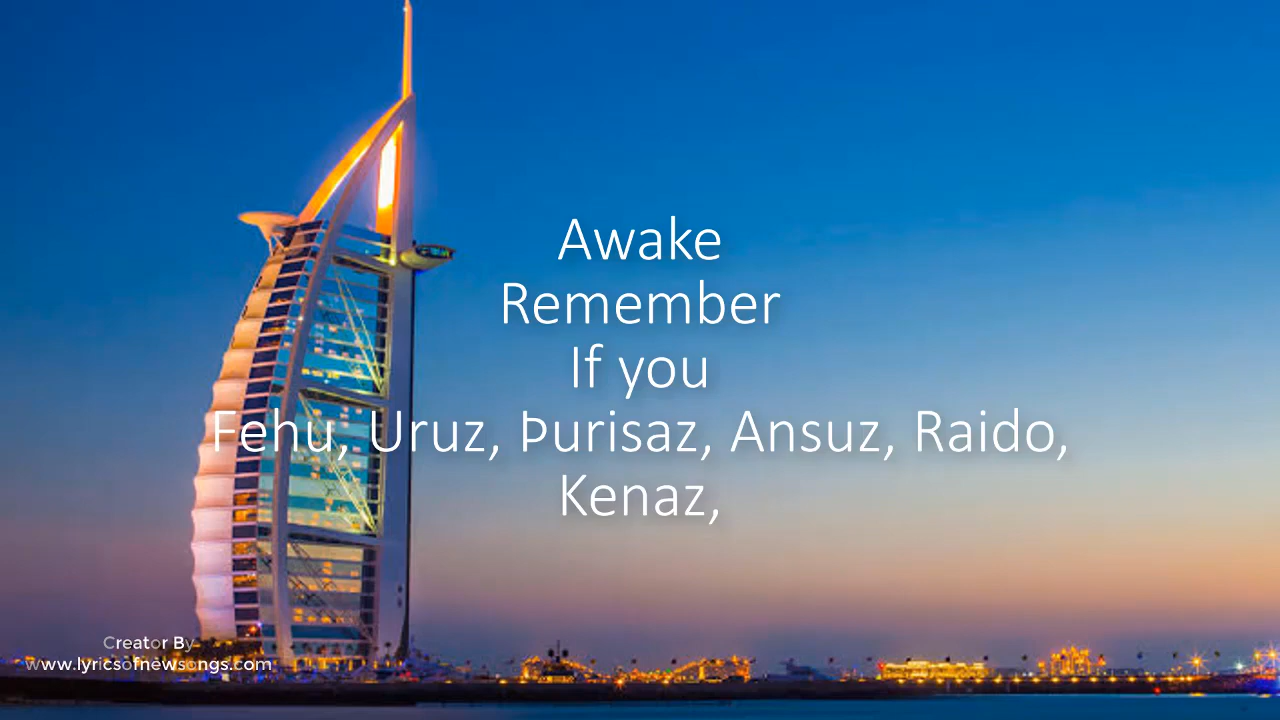 Awake
Remember
If you
Fehu, Uruz, Þurisaz, Ansuz, Raido,
Kenaz,
Creator By
www.lyricsofnewsongs.com